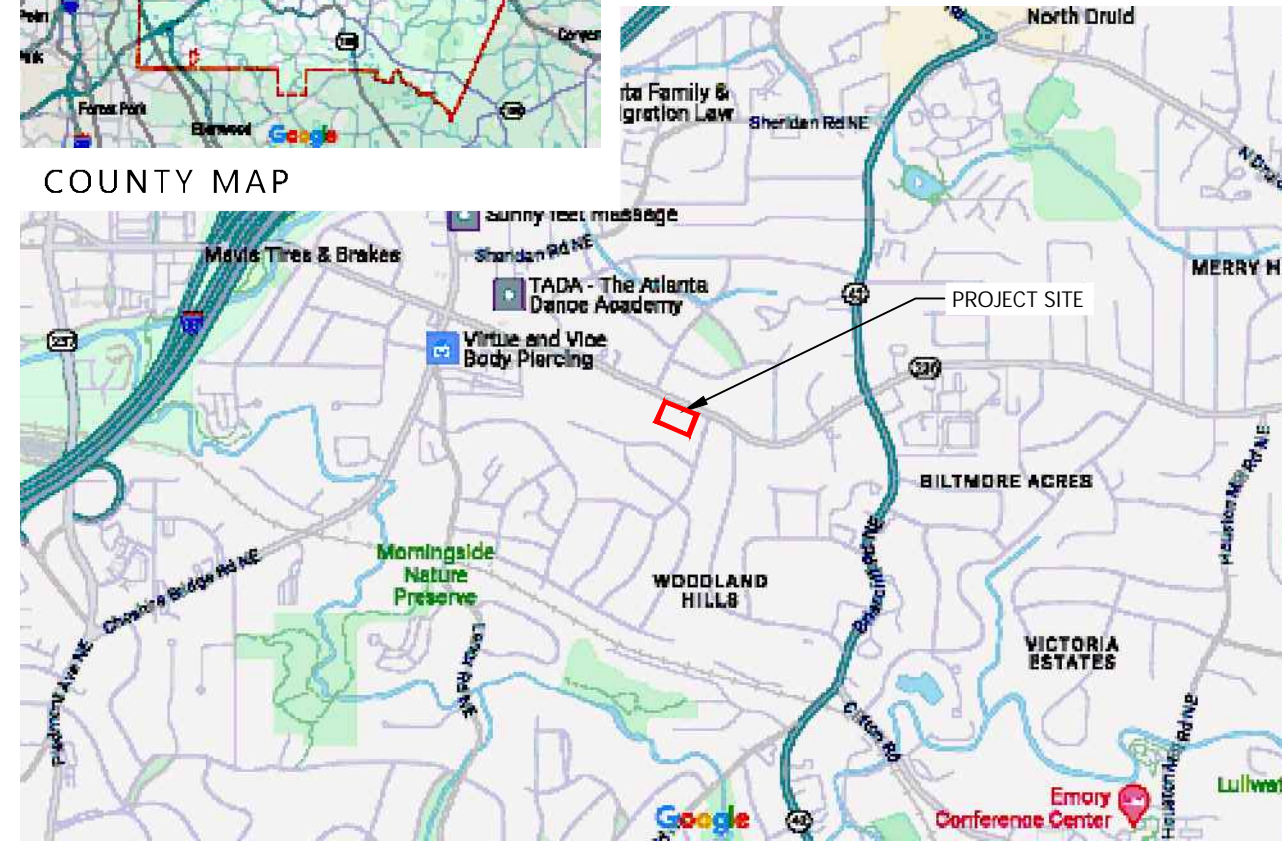 Forest Park
Google
COUNTY MAP
North Druid
nta Family &
igration Law
Sheridan Rd NE
Sunny feet massage
Mavis Tires & Brakes
Sheridan Rd NE
TADA - The Atlanta
Dance Academy
MERRY H
PROJECT SITE
42
237
Virtue and Vice
Body Piercing
236
BILTMORE ACRES
Houston Mill Rd NE
Morningside
Nature
Preserve
WOODLAND
HILLS
Briarcliff Rd NE
Cheshire Bridge Rd NE
VICTORIA
ESTATES
Piedmont Ave NE
Lenox Rd NE
Clifton Rd
Houston Mill Rd NE
Lullwat
Emory
Conference Center
Google
42